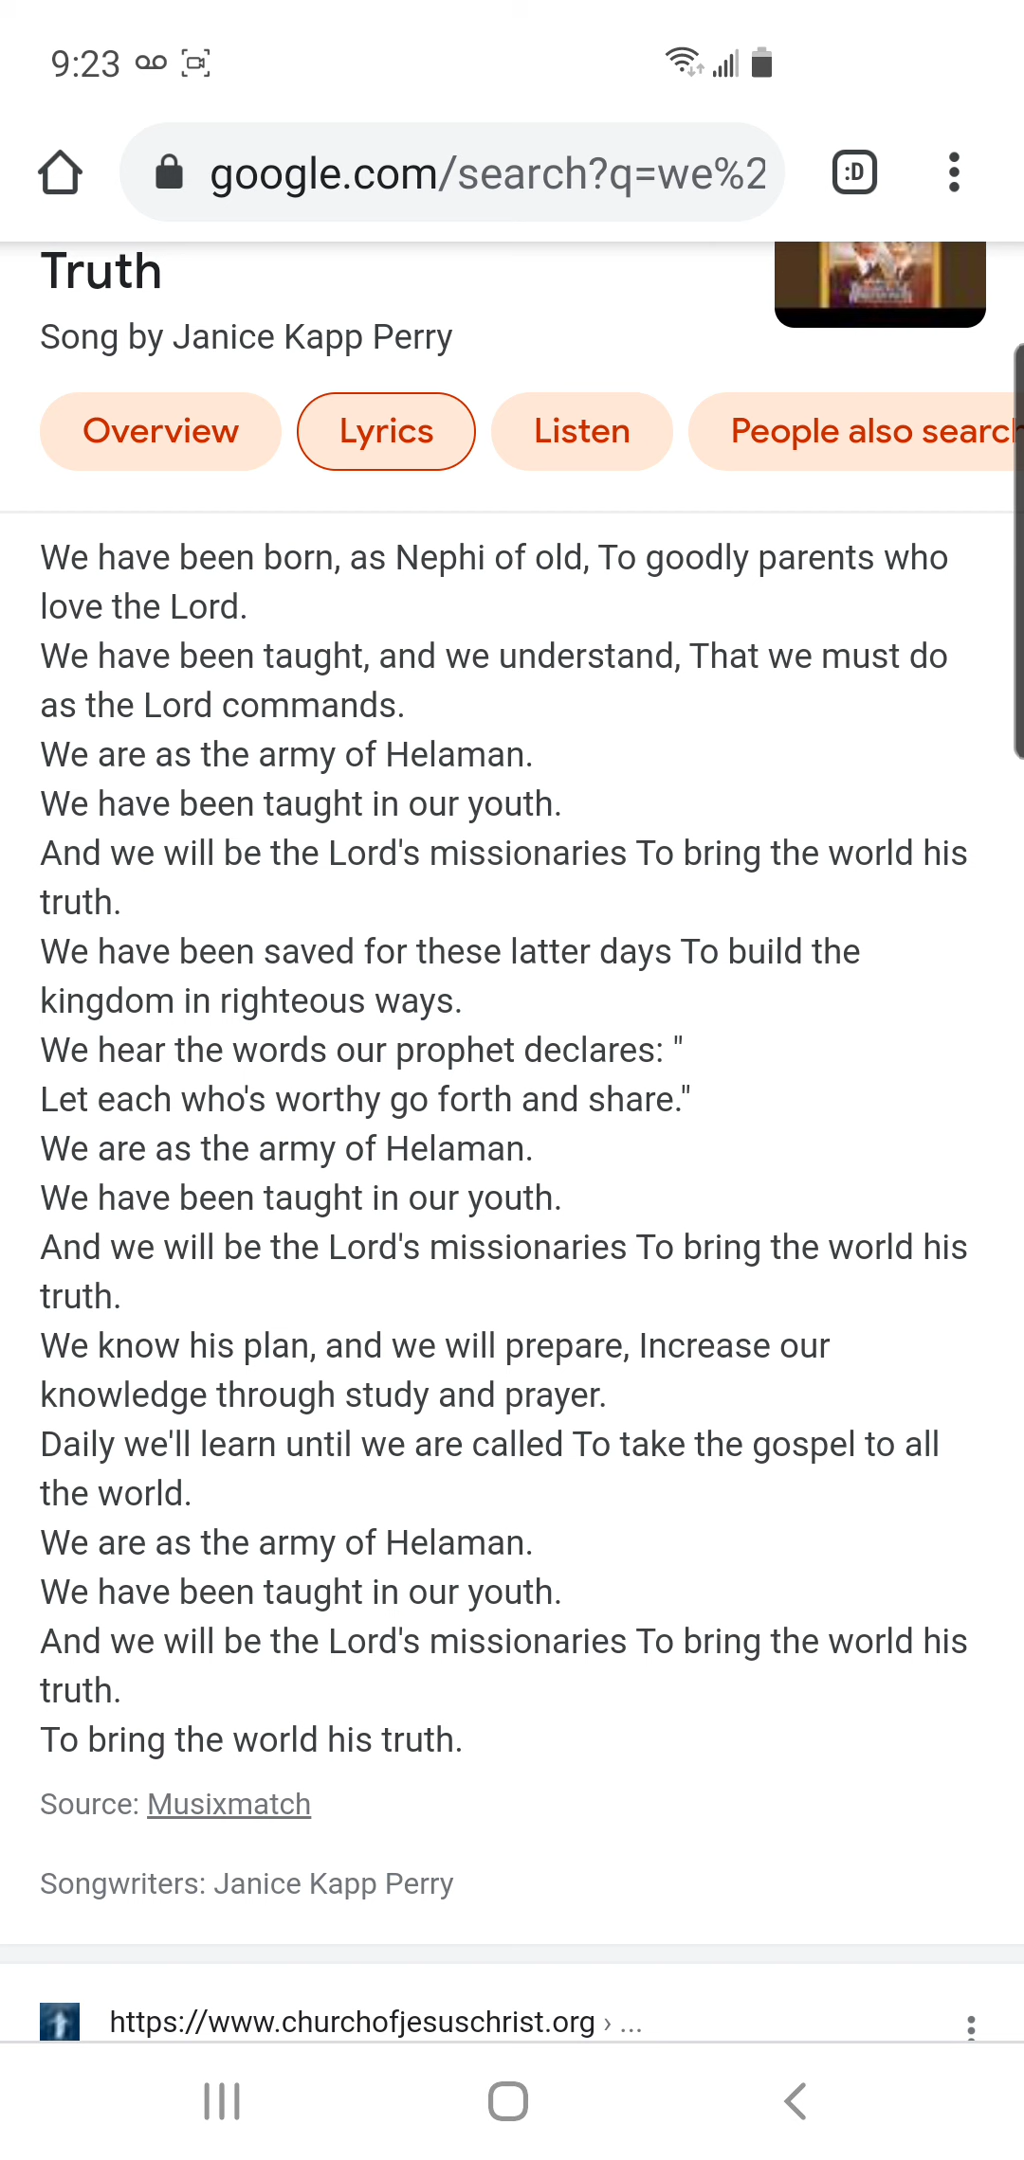 9:23
google.com/search?q=we%2
:D
Truth
Song by Janice Kapp Perry
Overview
Lyrics
Listen
People also search
We have been born, as Nephi of old, To goodly parents who
love the Lord.
We have been taught, and we understand, That we must do
as the Lord commands.
We are as the army of Helaman.
We have been taught in our youth.
And we will be the Lord's missionaries To bring the world his
truth.
We have been saved for these latter days To build the
kingdom in righteous ways.
We hear the words our prophet declares: "
Let each who's worthy go forth and share."
We are as the army of Helaman.
We have been taught in our youth.
And we will be the Lord's missionaries To bring the world his
truth.
We know his plan, and we will prepare, Increase our
knowledge through study and prayer.
Daily we'll learn until we are called To take the gospel to all
the world.
We are as the army of Helaman.
We have been taught in our youth.
And we will be the Lord's missionaries To bring the world his
truth.
To bring the world his truth.
Source: Musixmatch
Songwriters: Janice Kapp Perry
https://www.churchofjesuschrist.org › ...